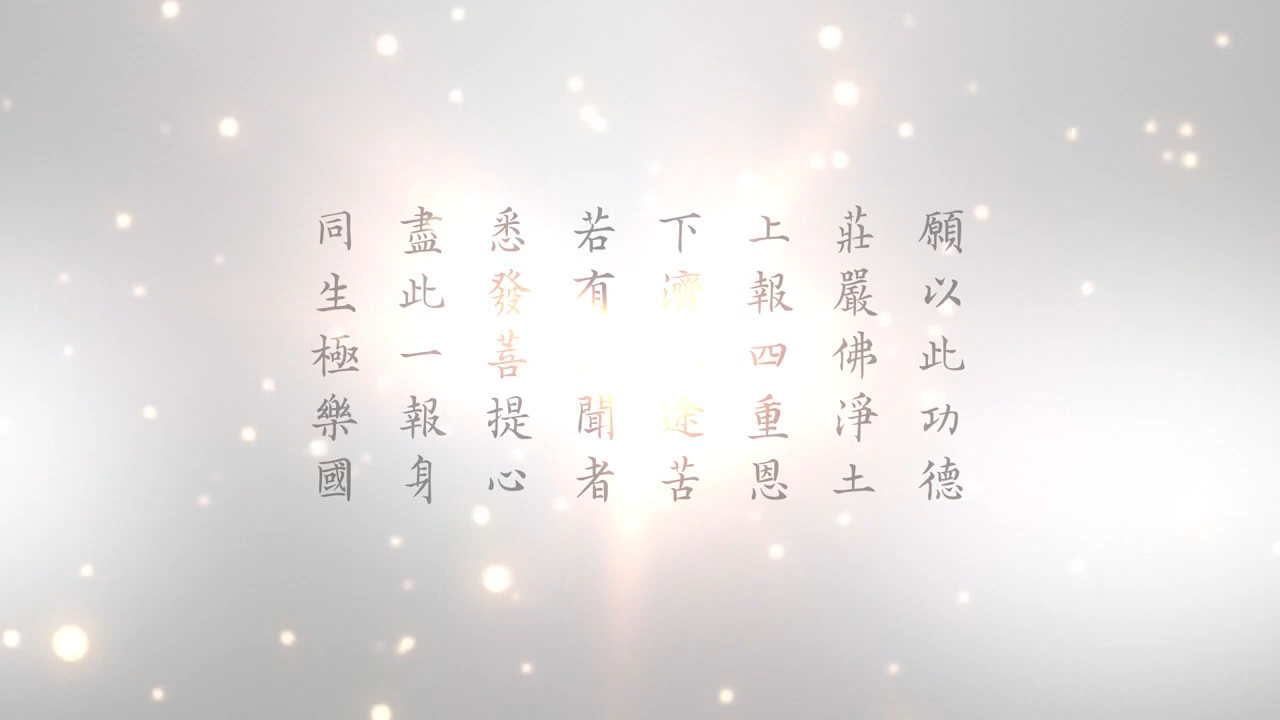 願以此功德
莊嚴佛淨土
上報四重恩
下濟途苦
若有聞者
悉發菩提心
盡此一報身
同生極樂國